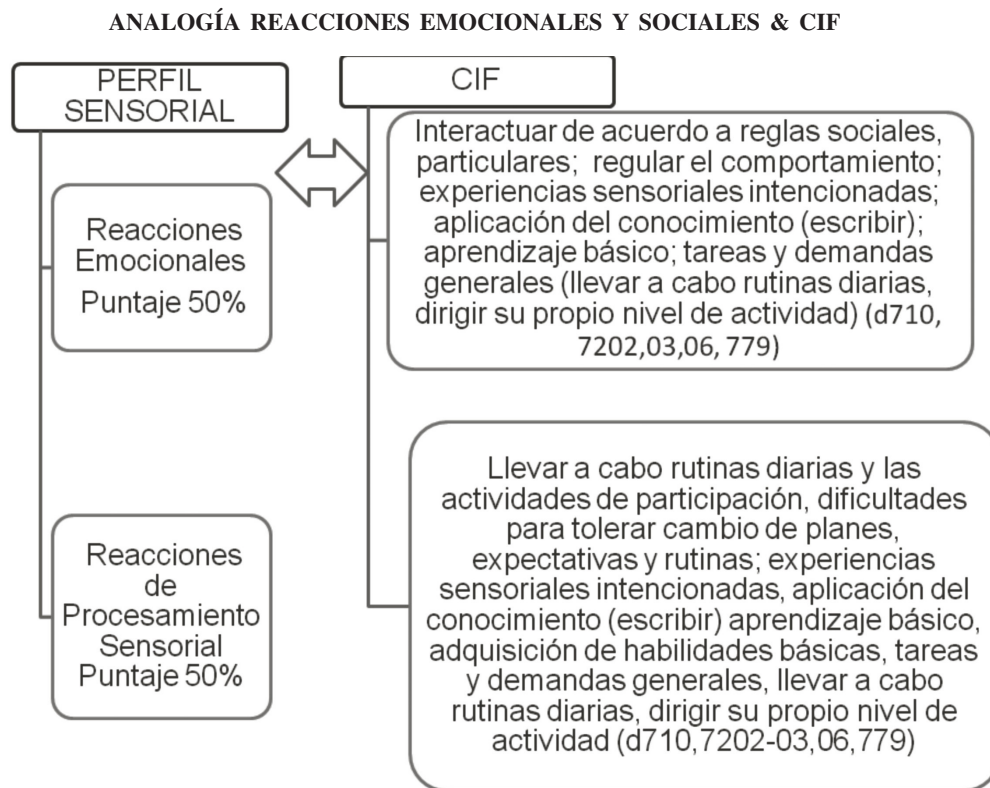 ANALOGÍA REACCIONES EMOCIONALES Y SOCIALES & CIF
PERFIL
SENSORIAL
Reacciones
Emocionales
Puntaje 50%
Reacciones
de
Procesamiento
Sensorial
Puntaje 50%
CIF
Interactuar de acuerdo a reglas sociales,
particulares; regular el comportamiento;
experiencias sensoriales intencionadas;
aplicación del conocimiento (escribir);
aprendizaje básico; tareas y demandas
generales (llevar a cabo rutinas diarias,
dirigir su propio nivel de actividad) (d710,
7202,03,06, 779)
Llevar a cabo rutinas diarias y las
actividades de participación, dificultades
para tolerar cambio de planes,
expectativas y rutinas; experiencias
sensoriales intencionadas, aplicación del
conocimiento (escribir) aprendizaje básico,
adquisición de habilidades básicas, tareas
y demandas generales, llevar a cabo
rutinas diarias, dirigir su propio nivel de
actividad (d710,7202-03,06,779)